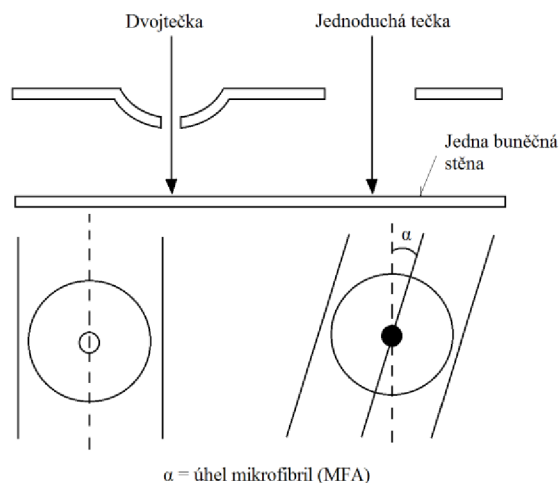 Dvojtečka
Jednoduchá tečka
Jedna buněčná
stěna
α
α = úhel mikrofibril (MFA)